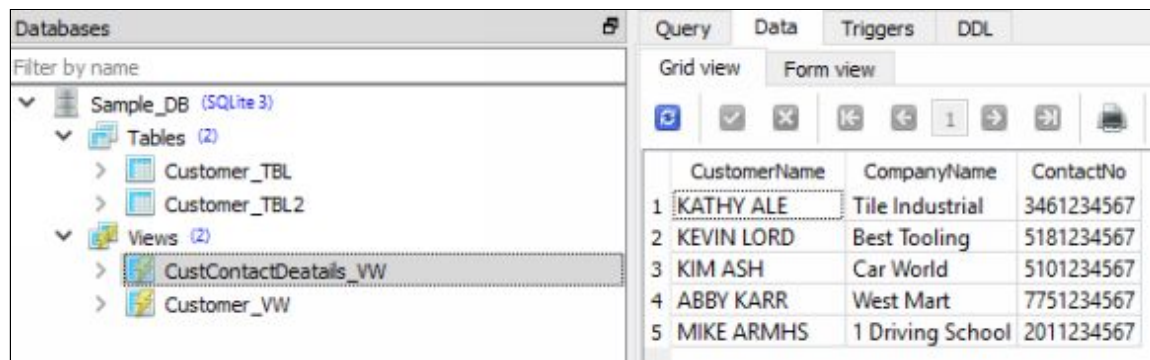 Databases
Filter by name
Sample_DB (SQLite 3)
Tables (2)
Customer_TBL
Customer_TBL2
Views (2)
CustContactDeatails_VW
Customer_VW
Query Data Triggers DDL
Grid view Form view
1
CustomerName CompanyName ContactNo
1 KATHY ALE Tile Industrial 3461234567
2 KEVIN LORD Best Tooling 5181234567
3 KIM ASH Car World 5101234567
4 ABBY KARR West Mart 7751234567
5 MIKE ARMHS 1 Driving School 2011234567